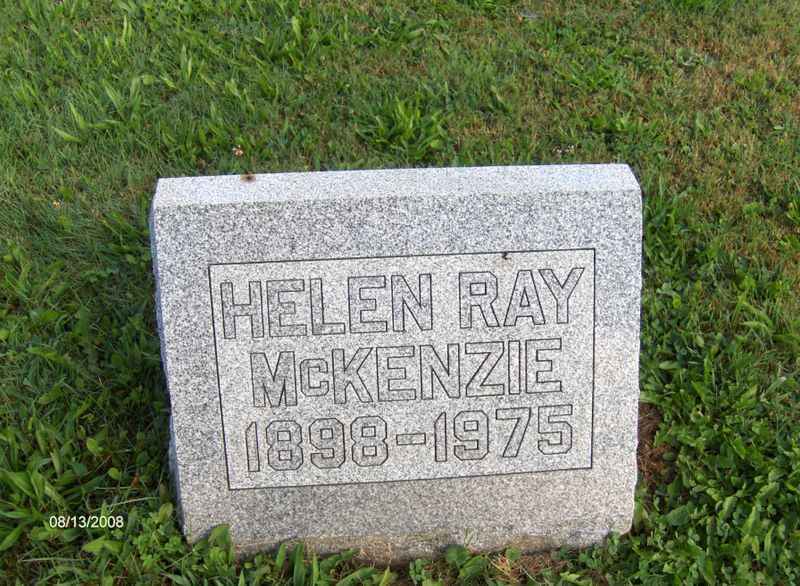 HELEN RAY
McKENZIE
1898-1975
08/13/2008